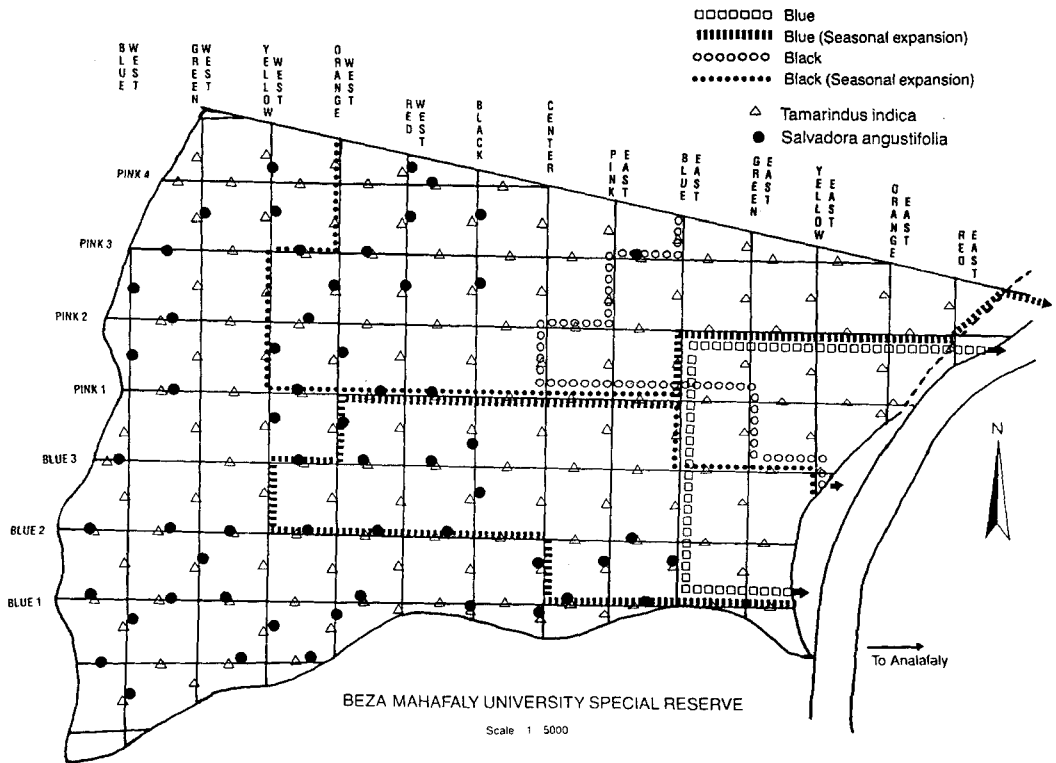 Blue
Blue (Seasonal expansion)
Black
Black (Seasonal expansion)
Tamarindus indica
Salvadora angustifolia
BLUE WEST
GREEN WEST
YELLOW WEST
ORANGE WEST
RED WEST
BLACK
CENTER
PINK EAST
BLUE EAST
GREEN EAST
YELLOW EAST
ORANGE EAST
RED EAST
PINK 4
PINK 3
PINK 2
PINK 1
BLUE 3
BLUE 2
BLUE 1
N
To Analafaly
BEZA MAHAFALY UNIVERSITY SPECIAL RESERVE
Scale 1 5000